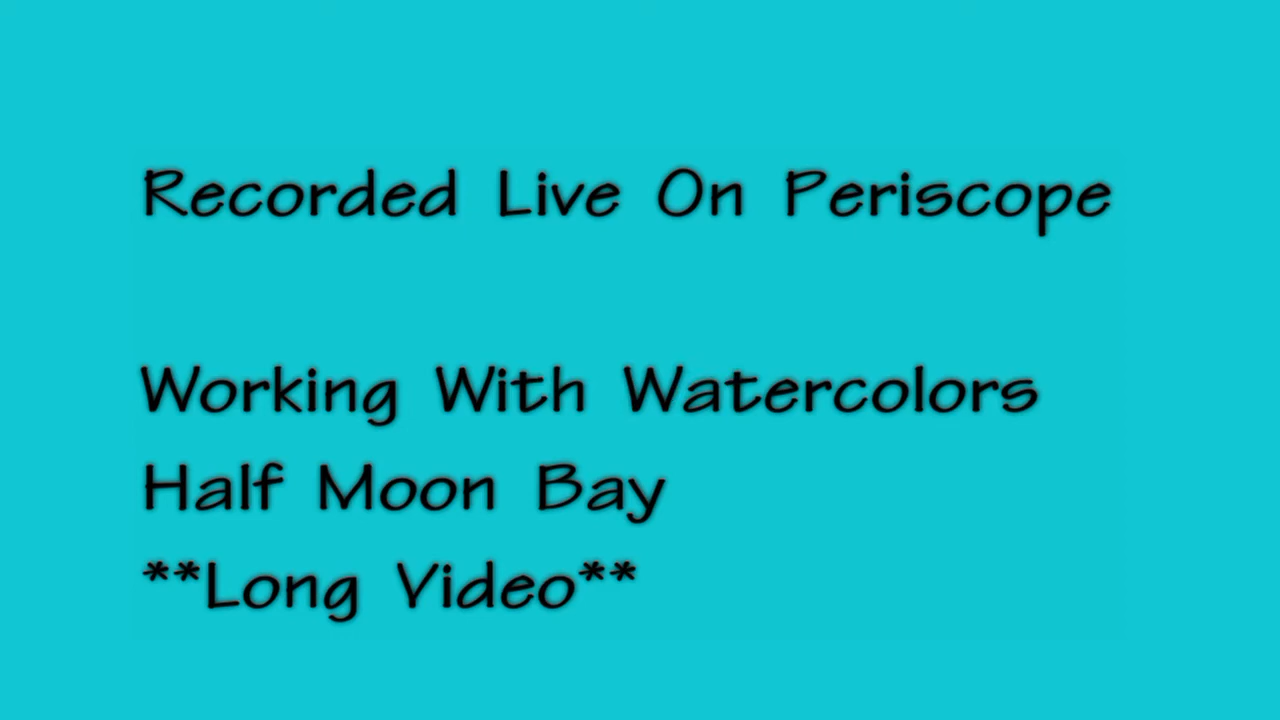 Recorded Live On Periscope
Working With Watercolors
Half Moon Bay
**Long Video**